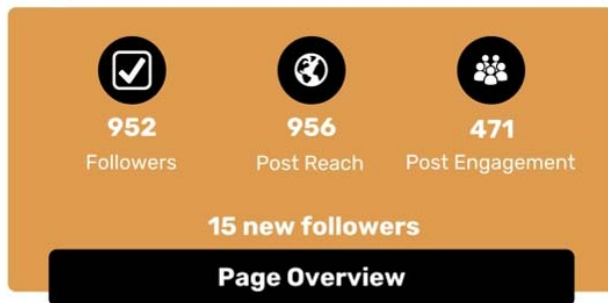 952
Followers
956
Post Reach
471
Post Engagement
15 new followers
Page Overview